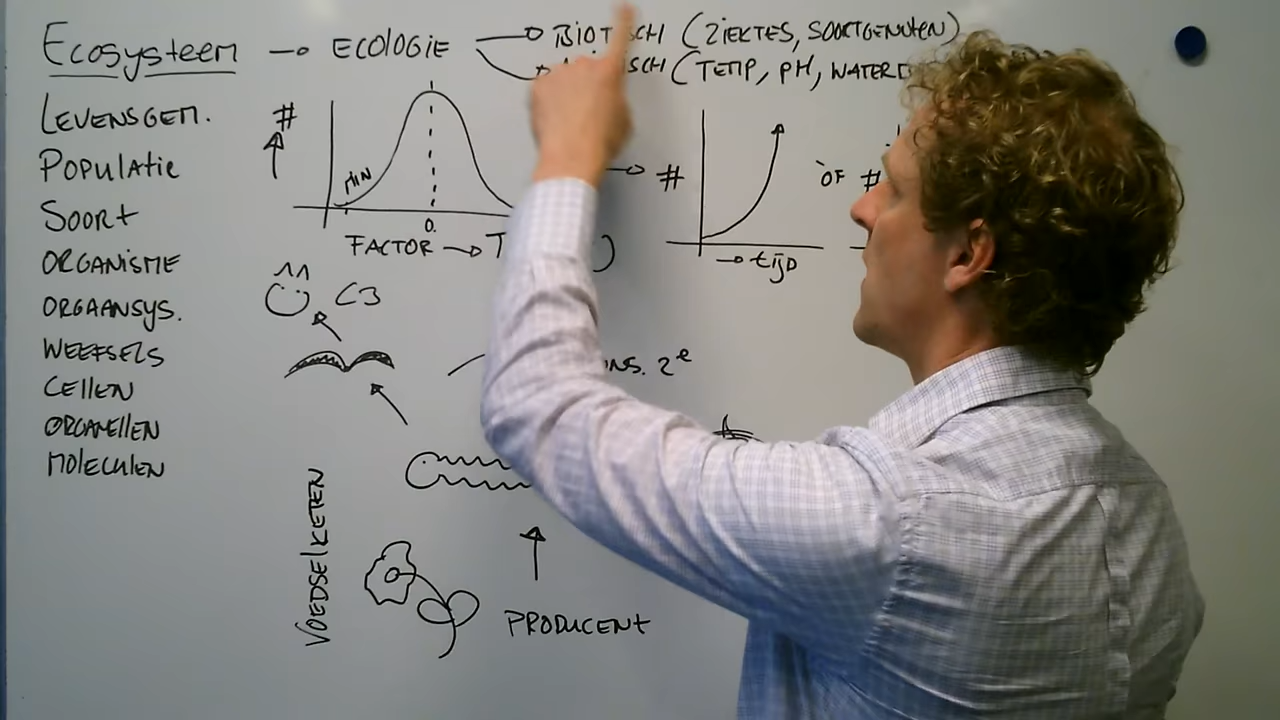 Ecosysteem → ECOLOGIE
BIOTISCH (ZIEKTES, SOORTGENOTEN)
(TEMP, PH, WATER
LEVENSGEM.
POPULATIE
SOORT
ORGANISME
ORGAANSYS.
WEEFSELS
CELLEN
ORGANELLEN
MOLECULEN
#
MIN
O.
FACTOR → T
#
→ tijD
OF #
C3
2e
VOEDSELKETEN
PRODUCENT